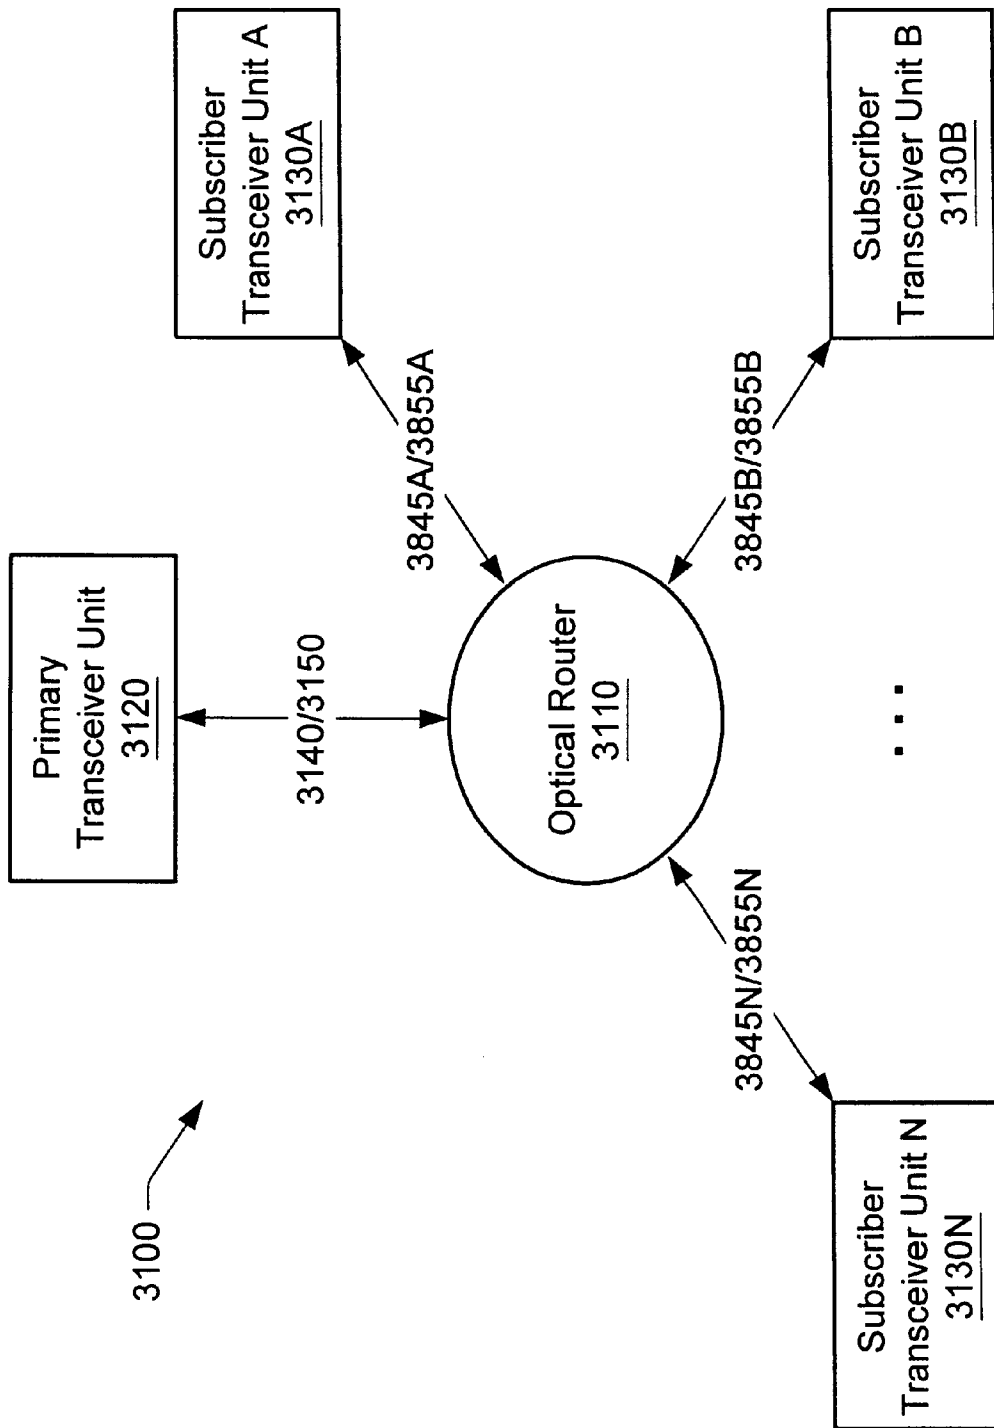 Primary
Transceiver Unit
3120
Subscriber
Transceiver Unit A
3130A
3140/3150
3845A/3855A
3100
Optical Router
3110
3845N/3855N
3845B/3855B
Subscriber
Transceiver Unit N
3130N
...
Subscriber
Transceiver Unit B
3130B